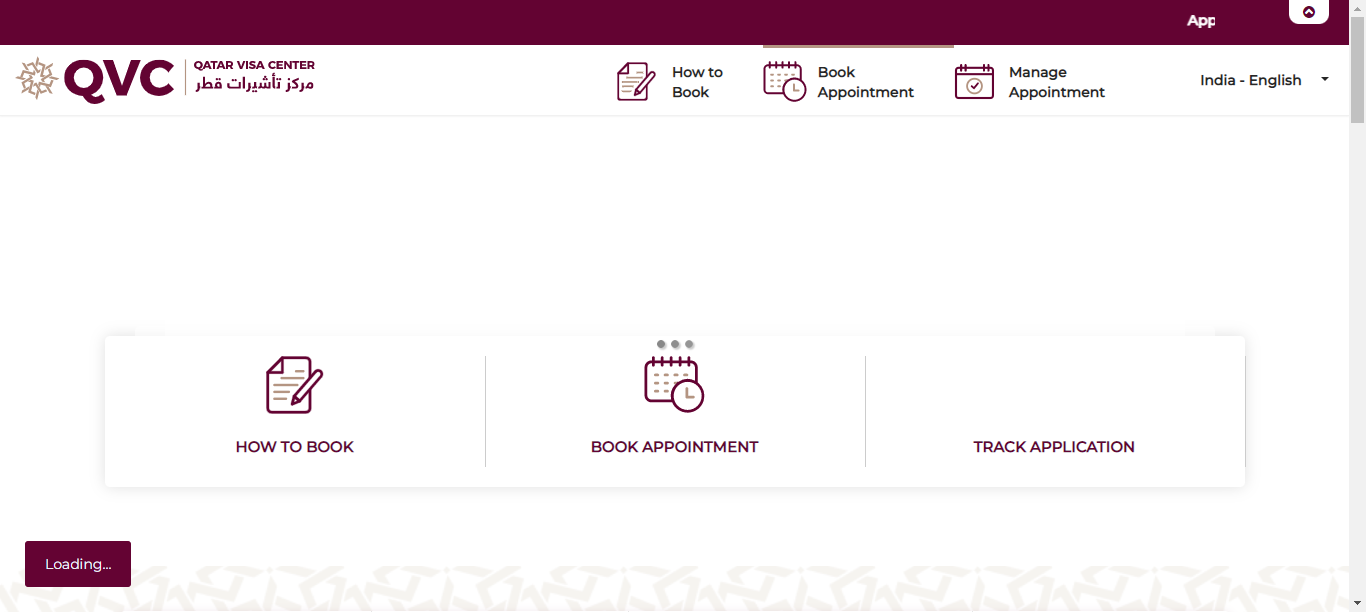 App
QVC
QATAR VISA CENTER
مركز تأشيرات قطر
How to
Book
Book
Appointment
Manage
Appointment
India - English
HOW TO BOOK
BOOK APPOINTMENT
TRACK APPLICATION
Loading...